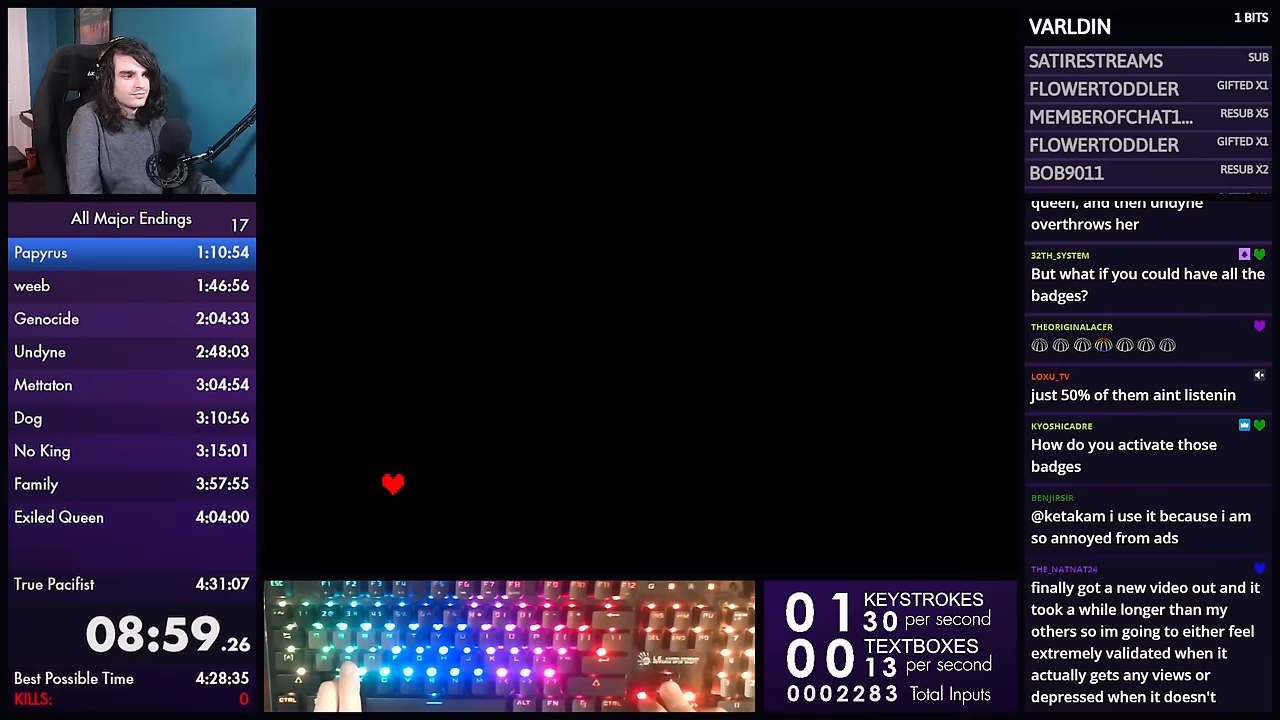 All Major Endings 17
Papyrus 1:10:54
weeb 1:46:56
Genocide 2:04:33
Undyne 2:48:03
Mettaton 3:04:54
Dog 3:10:56
No King 3:15:01
Family 3:57:55
Exiled Queen 4:04:00
True Pacifist 4:31:07
08:59.26
Best Possible Time 4:28:35
KILLS: 0
01 30 KEYSTROKES per second
00 13 TEXTBOXES per second
0002283 Total Inputs
VARLDIN 1 BITS
SATIRESTREAMS SUB
FLOWERTODDLER GIFTED X1
MEMBEROFCHAT1... RESUB X5
FLOWERTODDLER GIFTED X1
BOB9011 RESUB X2
queen, and then undyne
overthrows her
32TH_SYSTEM
But what if you could have all the
badges?
THEORIGINALACER
LOXU_TV
just 50% of them aint listenin
KYOSHICADRE
How do you activate those
badges
BENJIRSIR
@ketakam i use it because i am
so annoyed from ads
THE_NATNAT24
finally got a new video out and it
took a while longer than my
others so im going to either feel
extremely validated when it
actually gets any views or
depressed when it doesn't